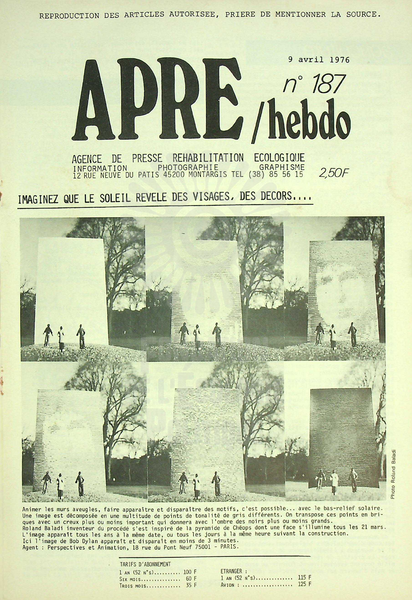 REPRODUCTION DES ARTICLES AUTORISEE, PRIERE DE MENTIONNER LA SOURCE.
9 avril 1976
n° 187
APRE/hebdo
AGENCE DE PRESSE REHABILITATION ECOLOGIQUE
INFORMATION PHOTOGRAPHIE GRAPHISME
12 RUE NEUVE DU PATIS 45200 MONTARGIS TEL (38) 85 56 15
2,50F
IMAGINEZ QUE LE SOLEIL REVELE DES VISAGES, DES DECORS....
Photo Roland Baladi
Animer les murs aveugles, faire apparaître et disparaître des motifs, c'est possible... avec le bas-relief solaire.
Une image est décomposée en une multitude de points de tonalité de gris différents. On transpose ces points en bri-
ques avec un creux plus ou moins important qui donnera avec l'ombre des noirs plus ou moins grands.
Roland Baladi inventeur du procédé s'est inspiré de la pyramide de Chéops dont une face s'illumine tous les 21 mars.
L'image apparaît tous les ans à la même date, ou tous les jours à la même heure suivant la construction.
Ici l'image de Bob Dylan apparaît et disparaît en moins de 3 minutes.
Agent : Perspectives et Animation, 18 rue du Pont Neuf 75001 - PARIS.
TARIFS D'ABONNEMENT
1 AN (52 N°S)........ 100 F
SIX MOIS............. 60 F
TROIS MOIS........... 35 F
ETRANGER :
1 AN (52 N°S)........ 115 F
AVION :.............. 125 F